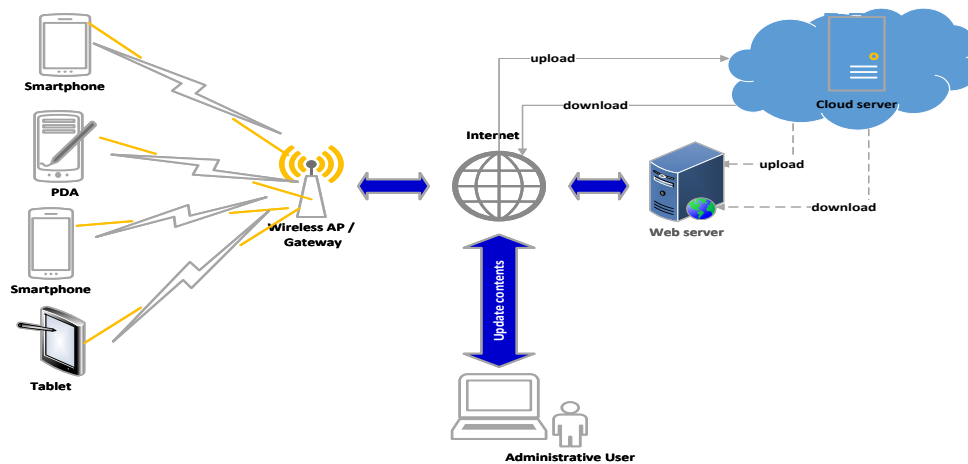 Smartphone
PDA
Smartphone
Tablet
Wireless AP /
Gateway
Internet
upload
download
Cloud server
upload
download
Web server
Update contents
Administrative User